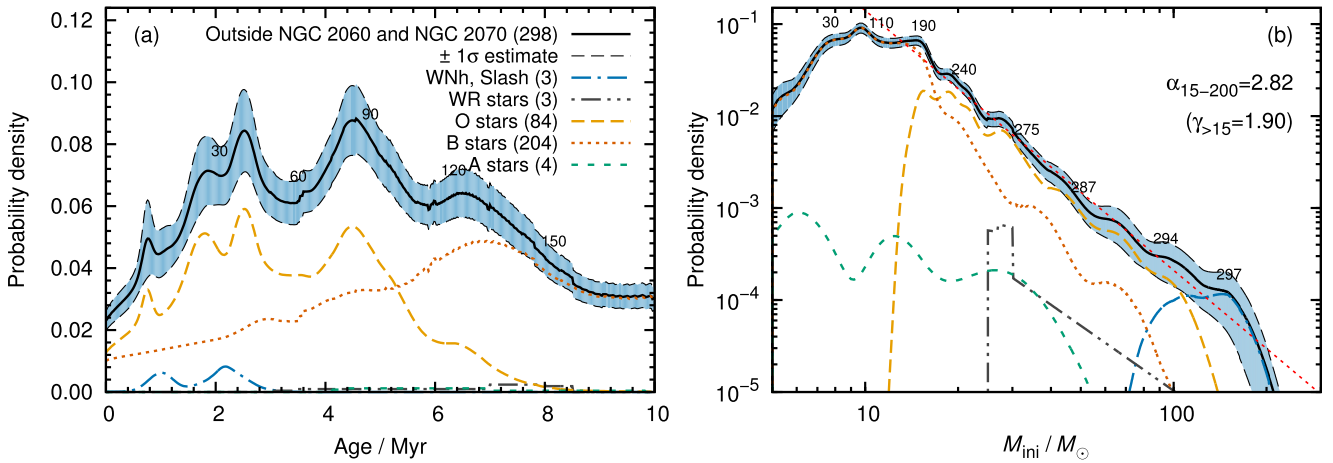 (a)
Outside NGC 2060 and NGC 2070 (298)
± 1σ estimate
WNh, Slash (3)
WR stars (3)
O stars (84)
B stars (204)
A stars (4)
30
60
90
120
150
Probability density
0.12
0.10
0.08
0.06
0.04
0.02
0.00
0 2 4 6 8 10
Age / Myr
(b)
α15−200=2.82
(γ>15=1.90)
30 110 190
240
275
287
294
297
Probability density
10−1
10−2
10−3
10−4
10−5
10 100
Mini / M⊙